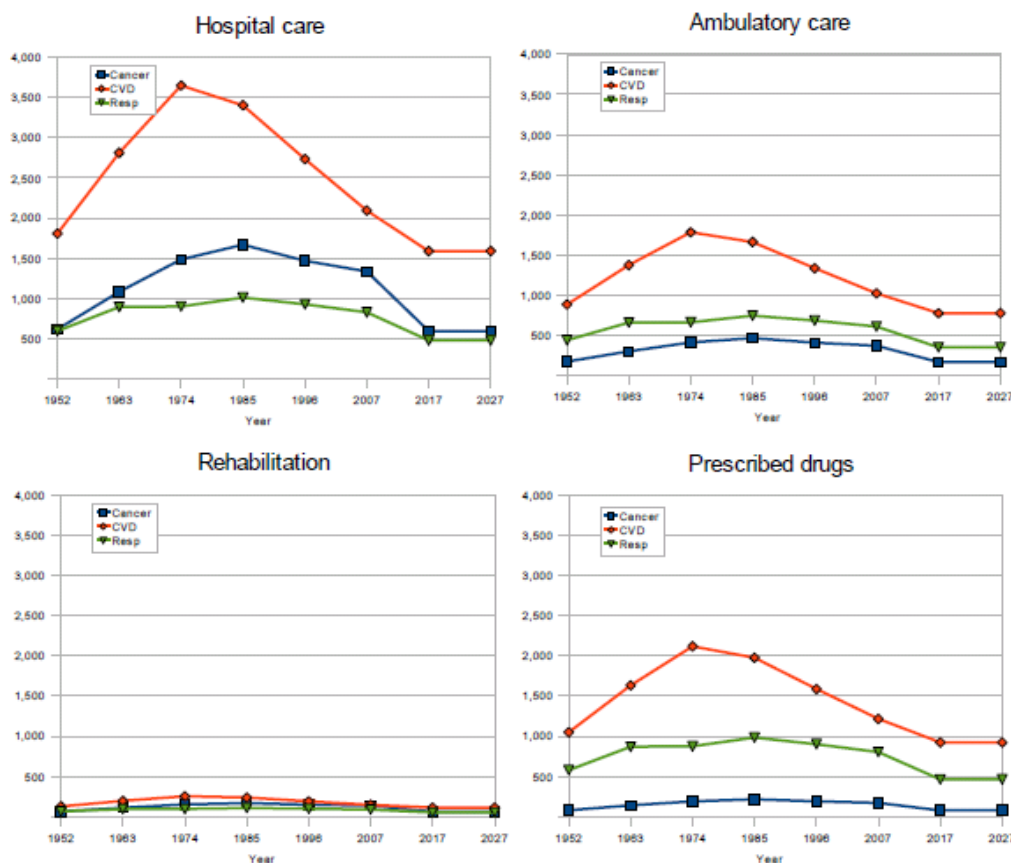 Hospital care
4,000
3,500
3,000
2,500
2,000
1,500
1,000
500
Cancer
CVD
Resp
1952 1963 1974 1985 1996 2007 2017 2027
Year
Ambulatory care
4,000
3,500
3,000
2,500
2,000
1,500
1,000
500
Cancer
CVD
Resp
1952 1963 1974 1985 1996 2007 2017 2027
Year
Rehabilitation
4,000
3,500
3,000
2,500
2,000
1,500
1,000
500
Cancer
CVD
Resp
1952 1963 1974 1985 1996 2007 2017 2027
Year
Prescribed drugs
4,000
3,500
3,000
2,500
2,000
1,500
1,000
500
Cancer
CVD
Resp
1952 1963 1974 1985 1996 2007 2017 2027
Year